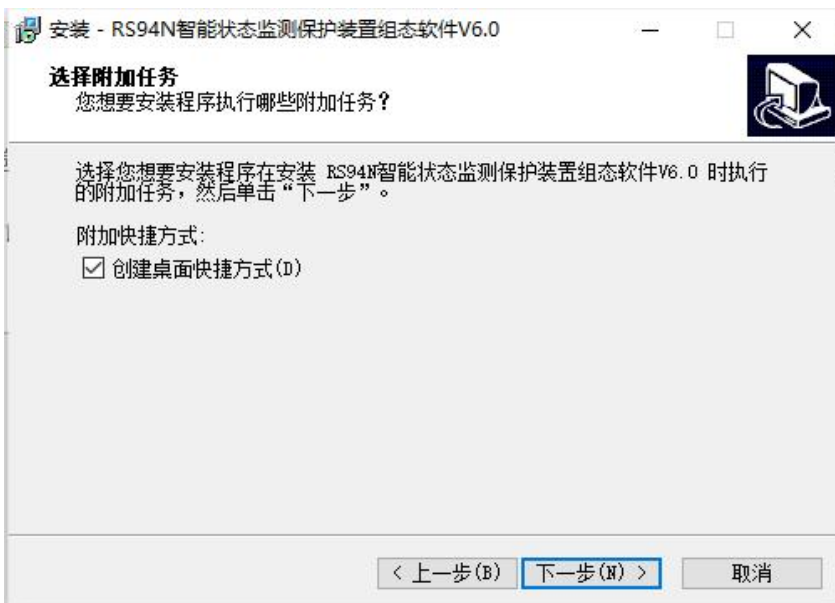 安装 - RS94N智能状态监测保护装置组态软件V6.0
选择附加任务
您想要安装程序执行哪些附加任务？
选择您想要安装程序在安装 RS94N智能状态监测保护装置组态软件V6.0 时执行
的附加任务，然后单击“下一步”。
附加快捷方式:
创建桌面快捷方式(D)
< 上一步(B) 下一步(N) > 取消